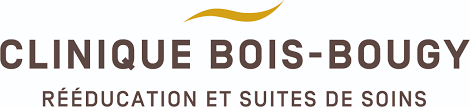 CLINIQUE BOIS-BOUGY
RÉÉDUCATION ET SUITES DE SOINS